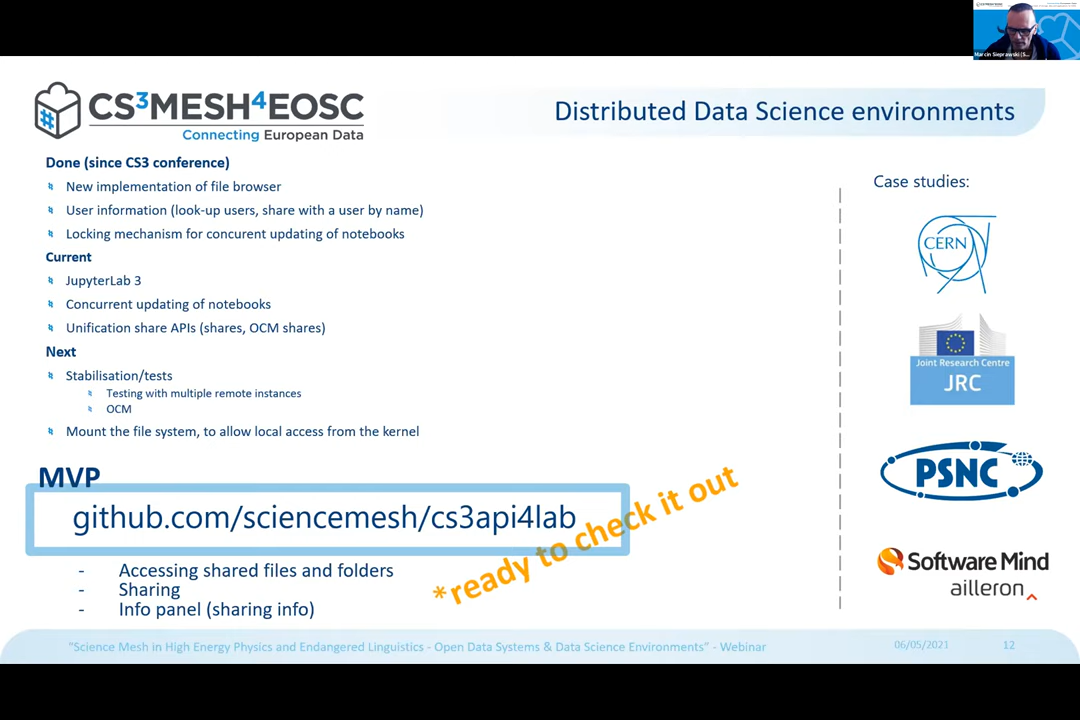 Marcin Sieprawski (S...
CS3MESH4EOSC
Connecting European Data
Distributed Data Science environments
Done (since CS3 conference)
New implementation of file browser
User information (look-up users, share with a user by name)
Locking mechanism for concurent updating of notebooks
Current
JupyterLab 3
Concurrent updating of notebooks
Unification share APIs (shares, OCM shares)
Next
Stabilisation/tests
Testing with multiple remote instances
OCM
Mount the file system, to allow local access from the kernel
MVP
github.com/sciencemesh/cs3api4lab
*ready to check it out
- Accessing shared files and folders
- Sharing
- Info panel (sharing info)
Case studies:
CERN
Joint Research Centre
JRC
PSNC
Software Mind
ailleron
"Science Mesh in High Energy Physics and Endangered Linguistics - Open Data Systems & Data Science Environments" - Webinar
06/05/2021
12